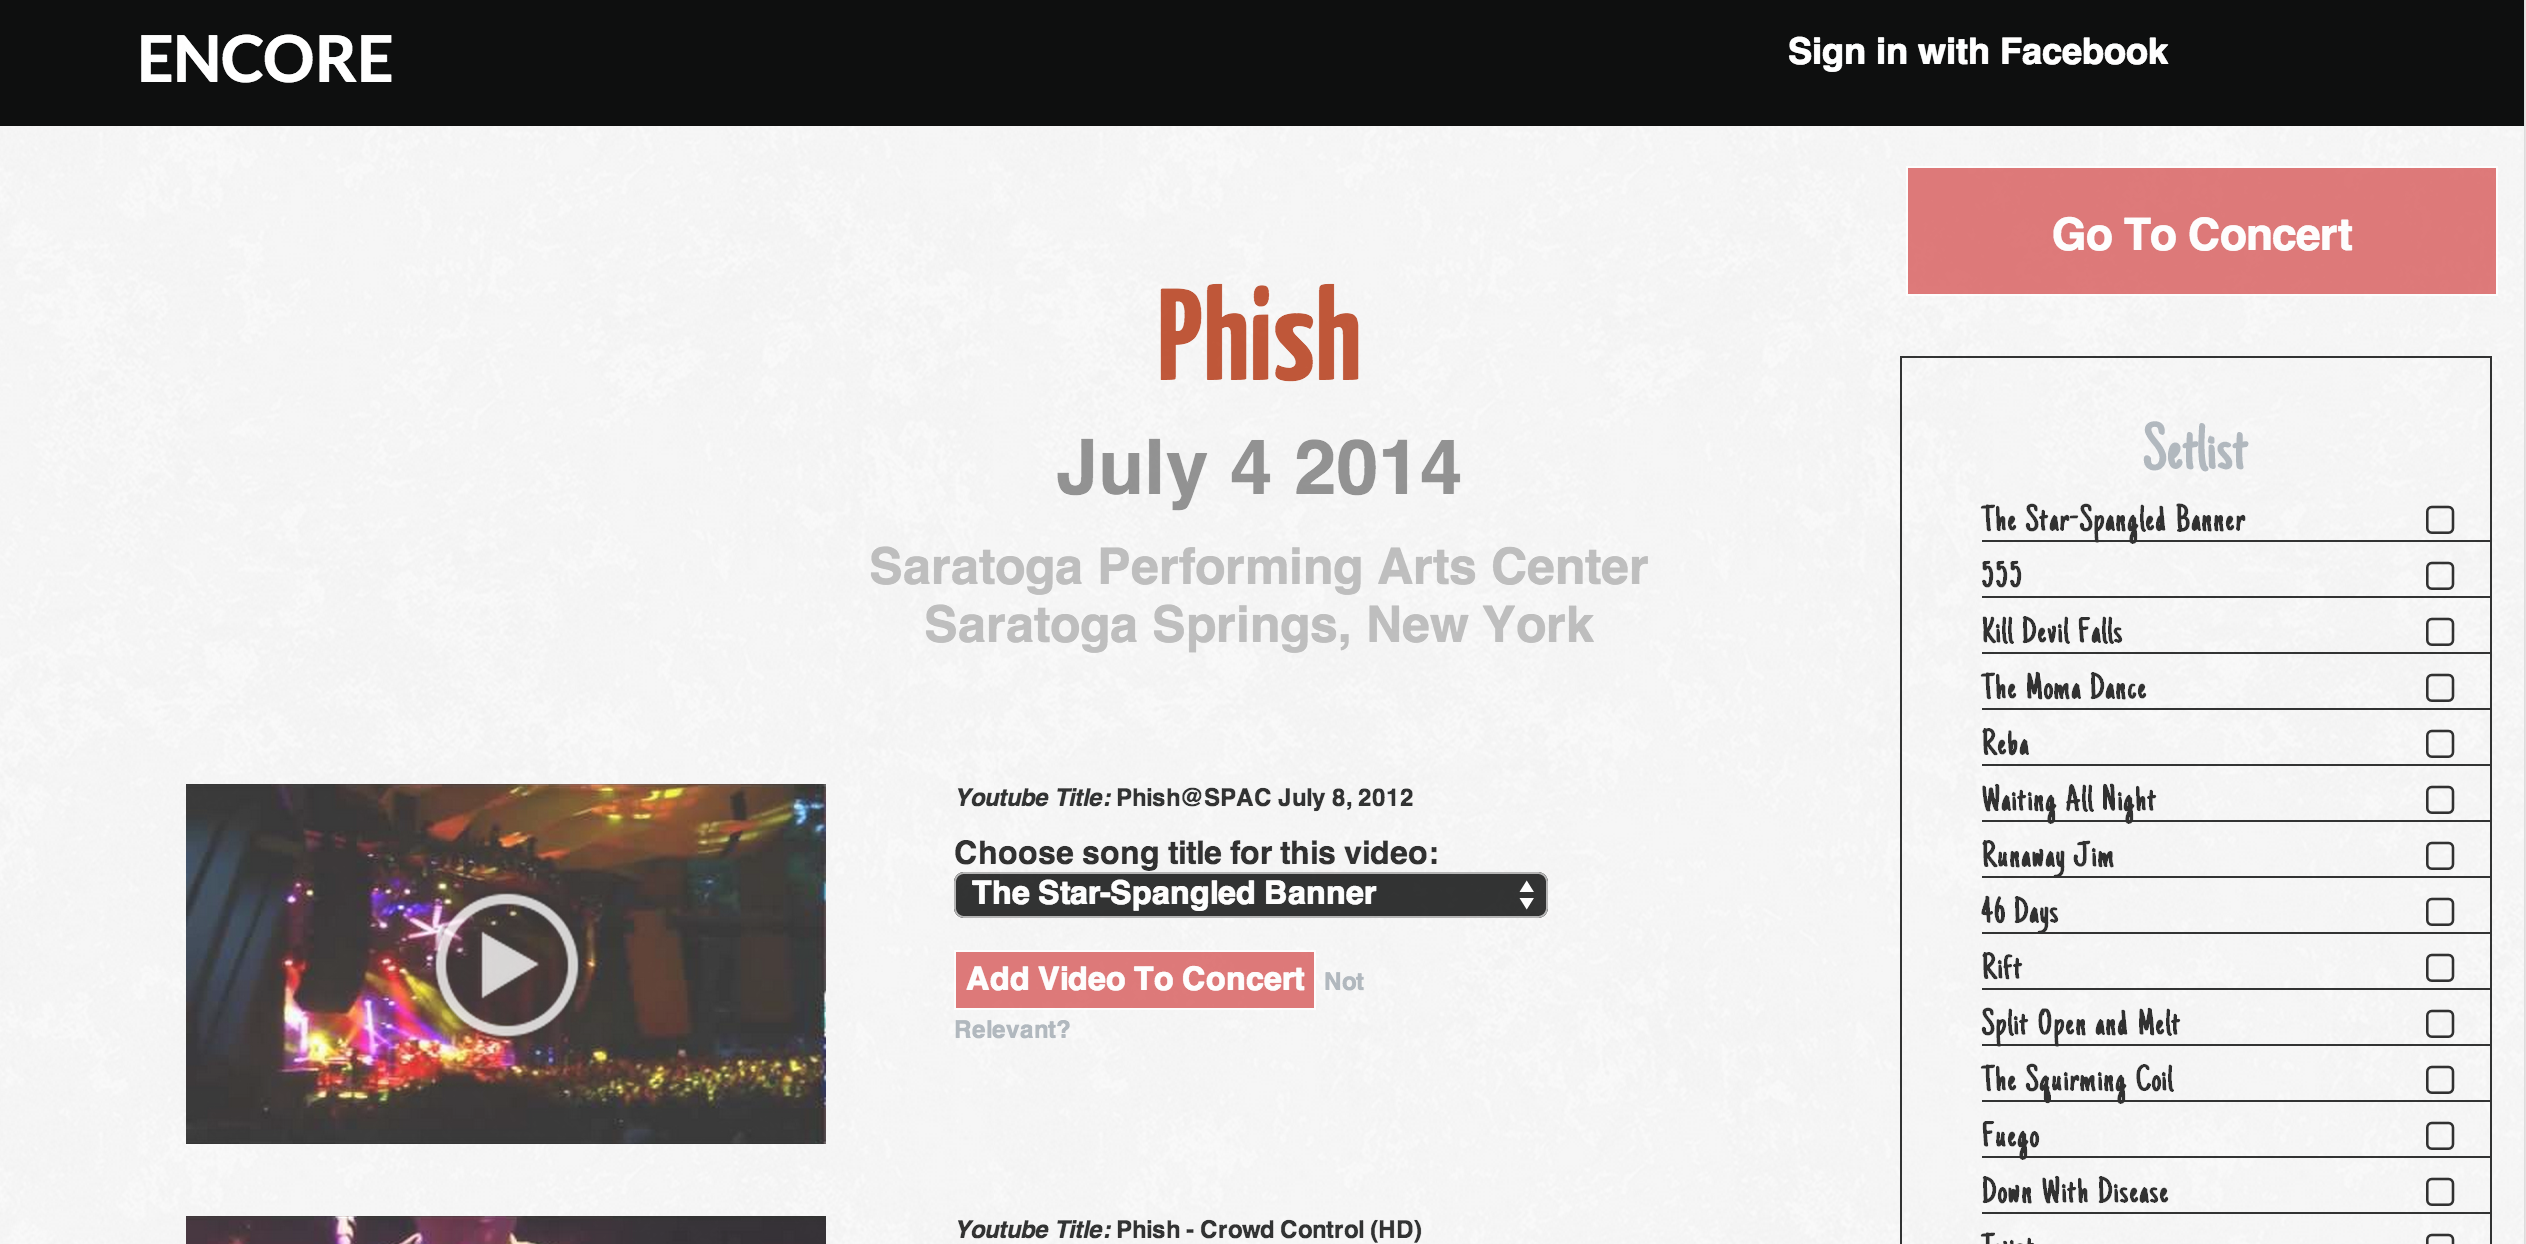 ENCORE
Sign in with Facebook
Go To Concert
Phish
July 4 2014
Saratoga Performing Arts Center
Saratoga Springs, New York
Youtube Title: Phish@SPAC July 8, 2012
Choose song title for this video:
The Star-Spangled Banner
Add Video To Concert Not
Relevant?
Youtube Title: Phish - Crowd Control (HD)
Setlist
The Star-Spangled Banner
555
Kill Devil Falls
The Moma Dance
Reba
Waiting All Night
Runaway Jim
46 Days
Rift
Split Open and Melt
The Squirming Coil
Fuego
Down With Disease